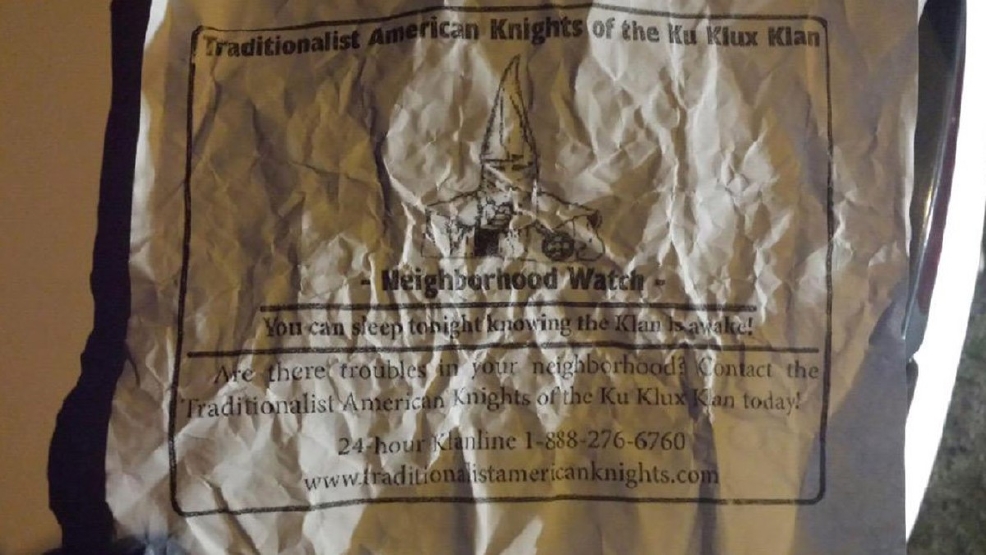 Traditionalist American Knights of the Ku Klux Klan
- Neighborhood Watch -
You can sleep tonight knowing the Klan is awake!
Are there troubles in your neighborhood? Contact the
Traditionalist American Knights of the Ku Klux Klan today!
24-hour Klanline 1-888-276-6760
www.traditionalistamericanknights.com